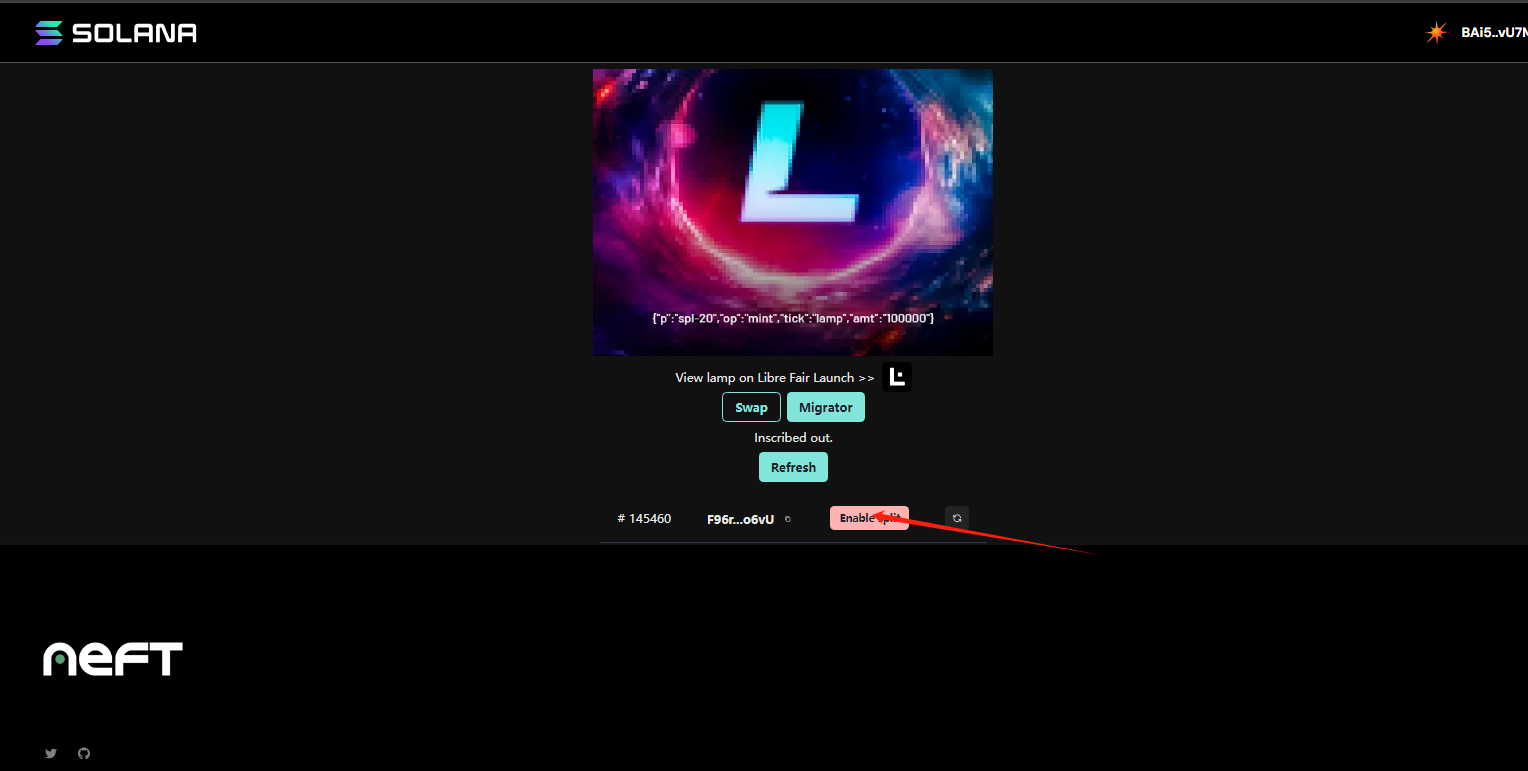 SOLANA
BAi5..vU7M
{"p":"spl-20","op":"mint","tick":"lamp","amt":"100000"}
View lamp on Libre Fair Launch >>
Swap
Migrator
Inscribed out.
Refresh
# 145460
F96r...o6vU
Enable split
neFT